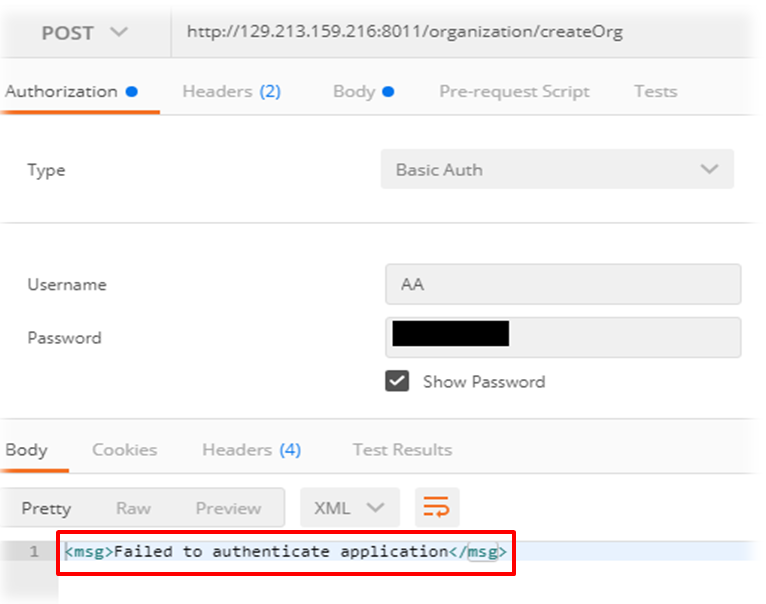 POST http://129.213.159.216:8011/organization/createOrg
Authorization Headers (2) Body Pre-request Script Tests
Type Basic Auth
Username AA
Password
Show Password
Body Cookies Headers (4) Test Results
Pretty Raw Preview XML
1 <msg>Failed to authenticate application</msg>